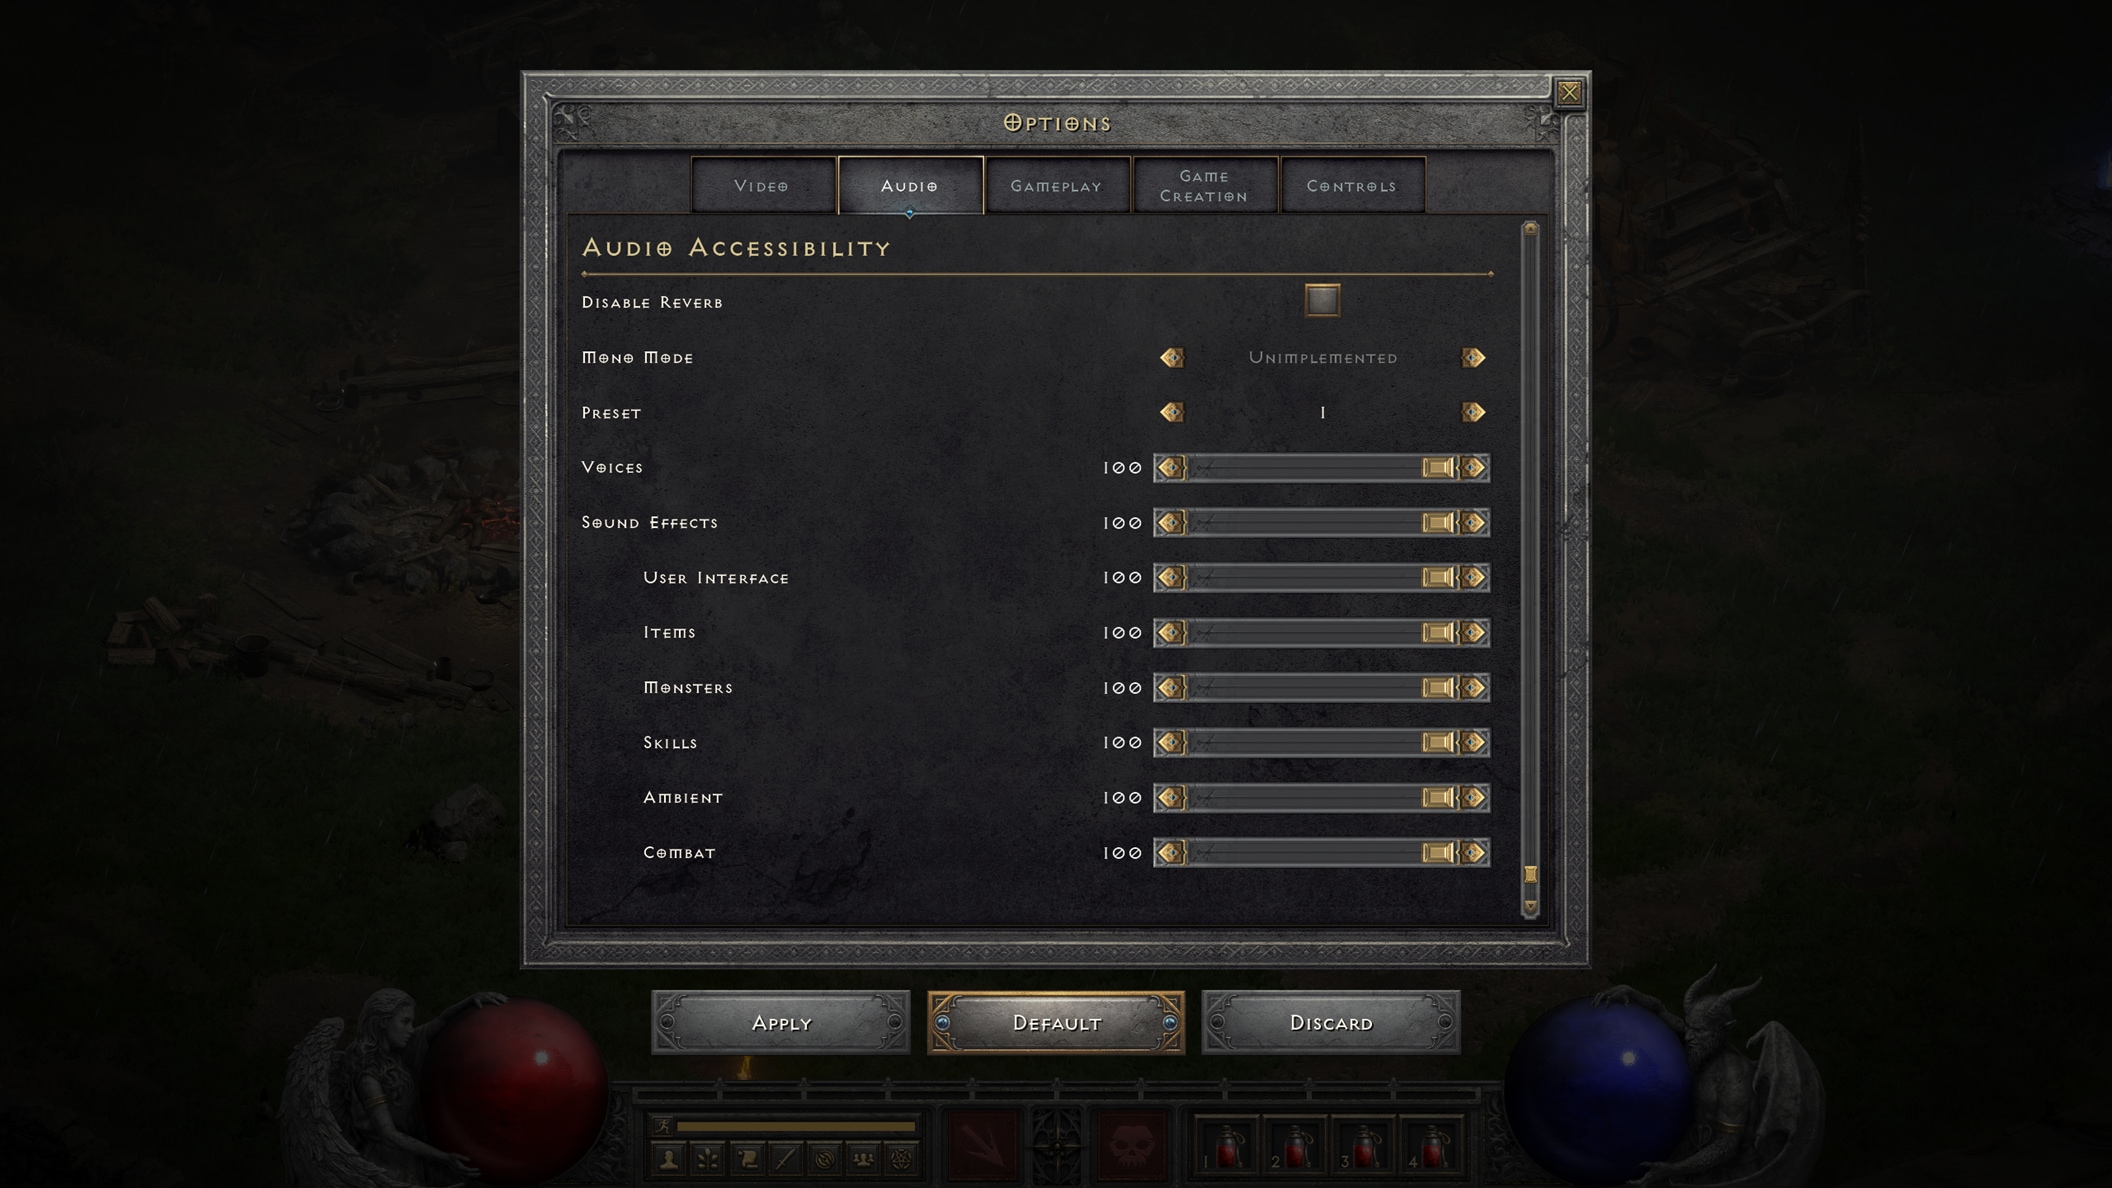 Options
Video
Audio
Gameplay
Game
Creation
Controls
Audio Accessibility
Disable Reverb
Mono Mode
Unimplemented
Preset
1
Voices
100
Sound Effects
100
User Interface
100
Items
100
Monsters
100
Skills
100
Ambient
100
Combat
100
Apply
Default
Discard
1
2
3
4